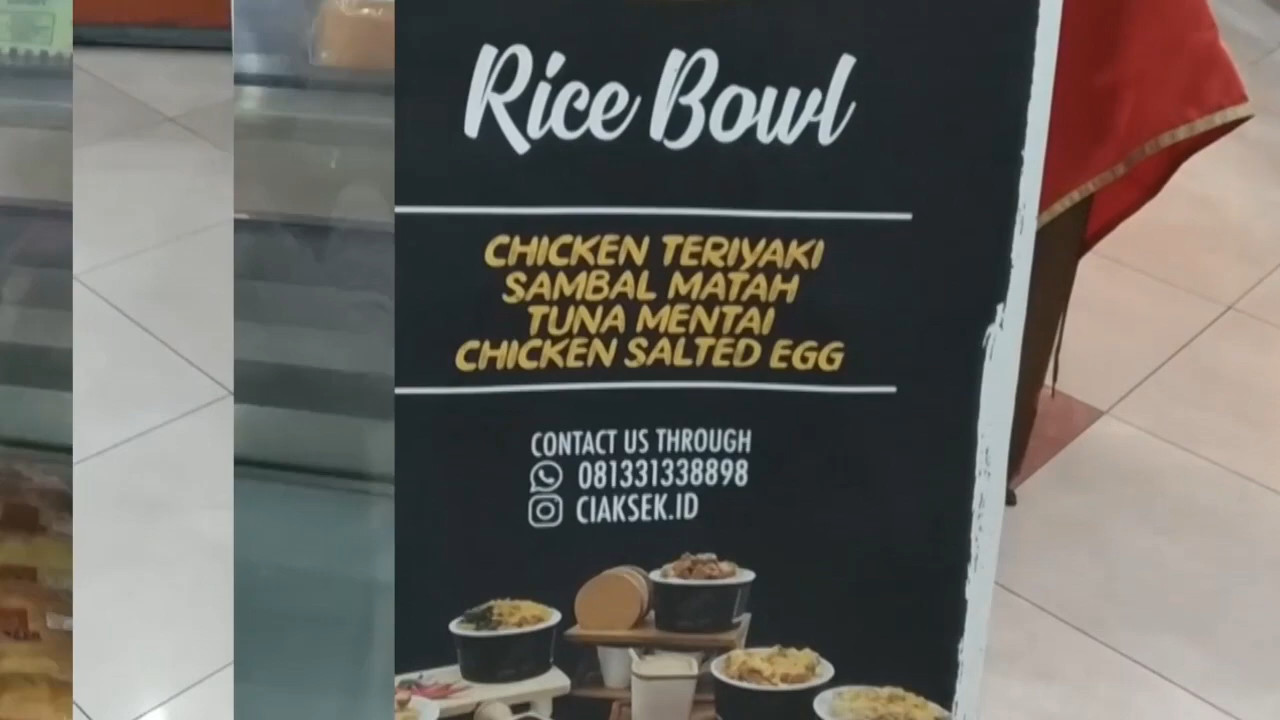 Rice Bowl
CHICKEN TERIYAKI
SAMBAL MATAH
TUNA MENTAI
CHICKEN SALTED EGG
CONTACT US THROUGH
081331338898
CIAKSEK.ID